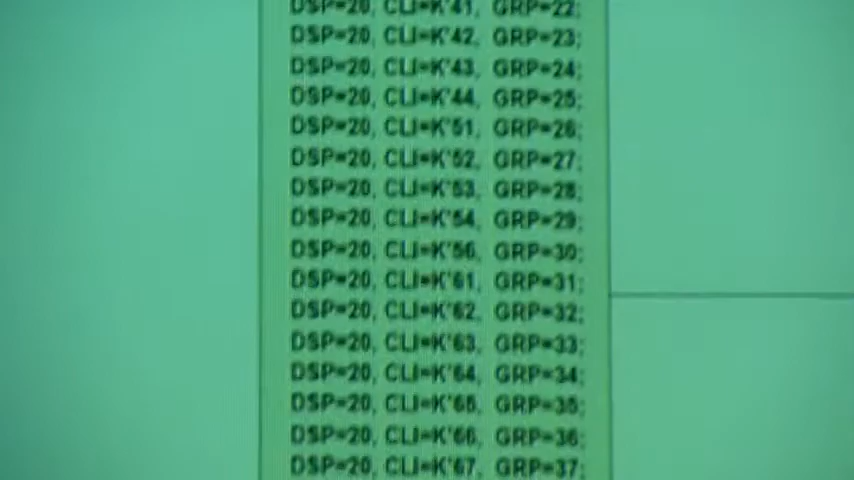 DSP=20, CLI=K'41, GRP=22;
DSP=20, CLI=K'42, GRP=23;
DSP=20, CLI=K'43, GRP=24;
DSP=20, CLI=K'44, GRP=25;
DSP=20, CLI=K'51, GRP=26;
DSP=20, CLI=K'52, GRP=27;
DSP=20, CLI=K'53, GRP=28;
DSP=20, CLI=K'54, GRP=29;
DSP=20, CLI=K'56, GRP=30;
DSP=20, CLI=K'61, GRP=31;
DSP=20, CLI=K'62, GRP=32;
DSP=20, CLI=K'63, GRP=33;
DSP=20, CLI=K'64, GRP=34;
DSP=20, CLI=K'65, GRP=35;
DSP=20, CLI=K'66, GRP=36;
DSP=20, CLI=K'67, GRP=37;